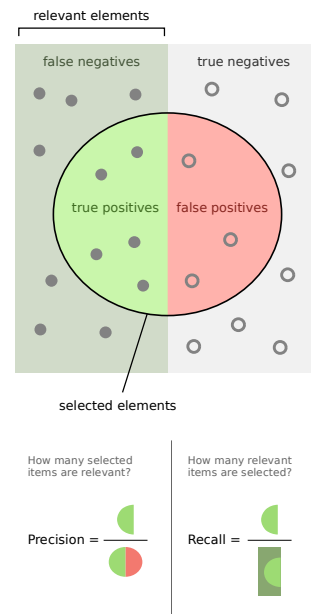 relevant elements
false negatives
true negatives
true positives
false positives
selected elements
How many selected
items are relevant?
How many relevant
items are selected?
Precision =
Recall =